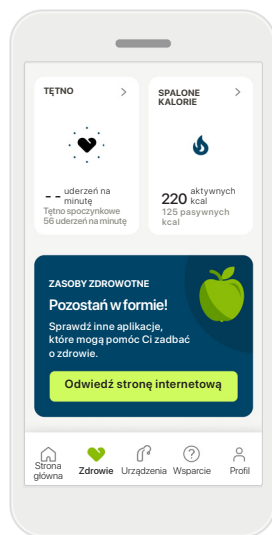 TĘTNO
-- uderzeń na
minutę
Tętno spoczynkowe
56 uderzeń na minutę
SPALONE
KALORIE
220 aktywnych
kcal
125 pasywnych
kcal
ZASOBY ZDROWOTNE
Pozostań w formie!
Sprawdź inne aplikacje,
które mogą pomóc Ci zadbać
o zdrowie.
Odwiedź stronę internetową
Strona
główna
Zdrowie
Urządzenia
Wsparcie
Profil